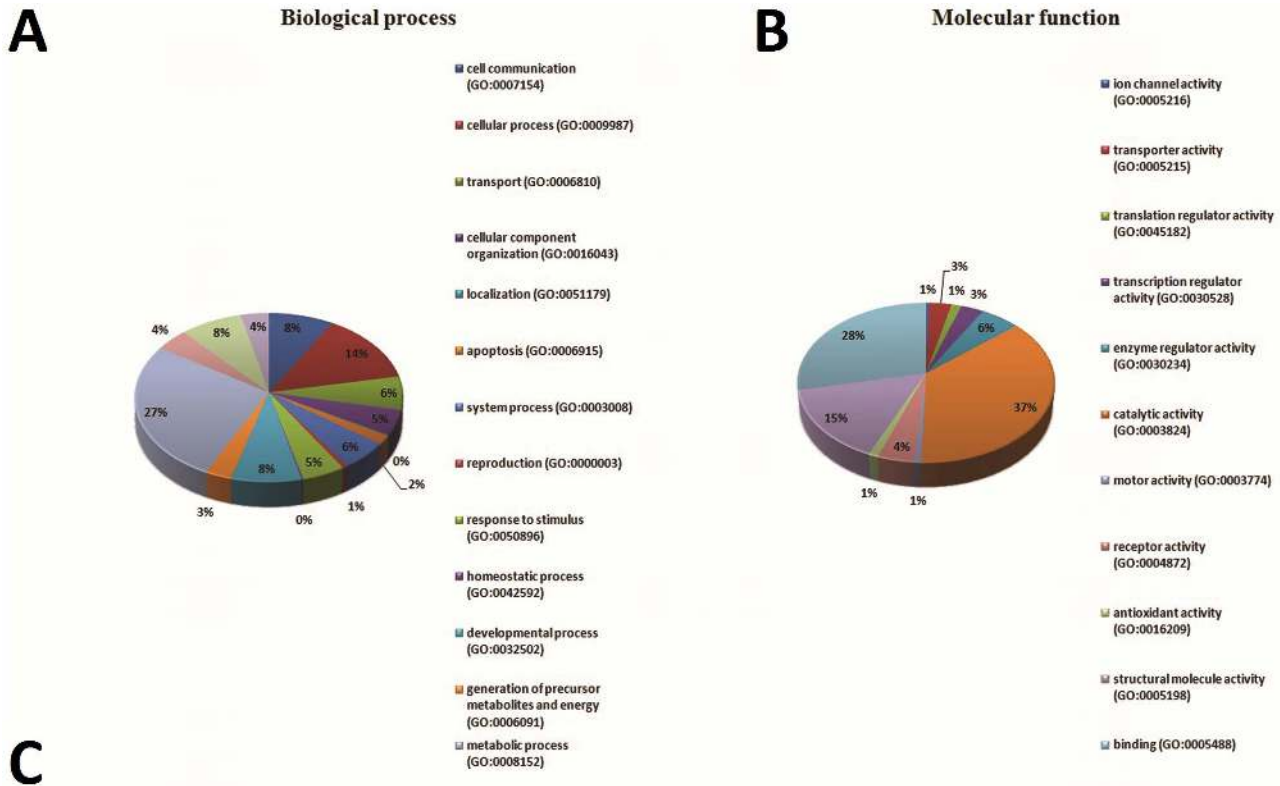 A
Biological process
cell communication
(GO:0007154)
cellular process (GO:0009987)
transport (GO:0006810)
cellular component
organization (GO:0016043)
localization (GO:0051179)
apoptosis (GO:0006915)
system process (GO:0003008)
reproduction (GO:0000003)
response to stimulus
(GO:0050896)
homeostatic process
(GO:0042592)
developmental process
(GO:0032502)
generation of precursor
metabolites and energy
(GO:0006091)
metabolic process
(GO:0008152)
8%
14%
6%
5%
0%
2%
6%
1%
5%
0%
8%
3%
27%
4%
8%
4%
B
Molecular function
ion channel activity
(GO:0005216)
transporter activity
(GO:0005215)
translation regulator activity
(GO:0045182)
transcription regulator
activity (GO:0030528)
enzyme regulator activity
(GO:0030234)
catalytic activity
(GO:0003824)
motor activity (GO:0003774)
receptor activity
(GO:0004872)
antioxidant activity
(GO:0016209)
structural molecule activity
(GO:0005198)
binding (GO:0005488)
1%
3%
1%
3%
6%
37%
1%
4%
1%
15%
28%
C